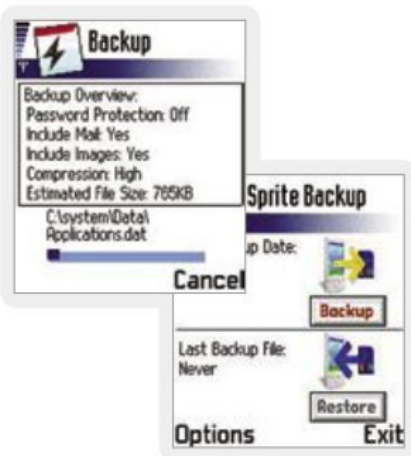 Backup
Backup Overview:
Password Protection: Off
Include Mail: Yes
Include Images: Yes
Compression: High
Estimated File Size: 765KB
C:\system\Data\
Applications.dat
Cancel
Sprite Backup
up Date:
Backup
Last Backup File:
Never
Restore
Options Exit